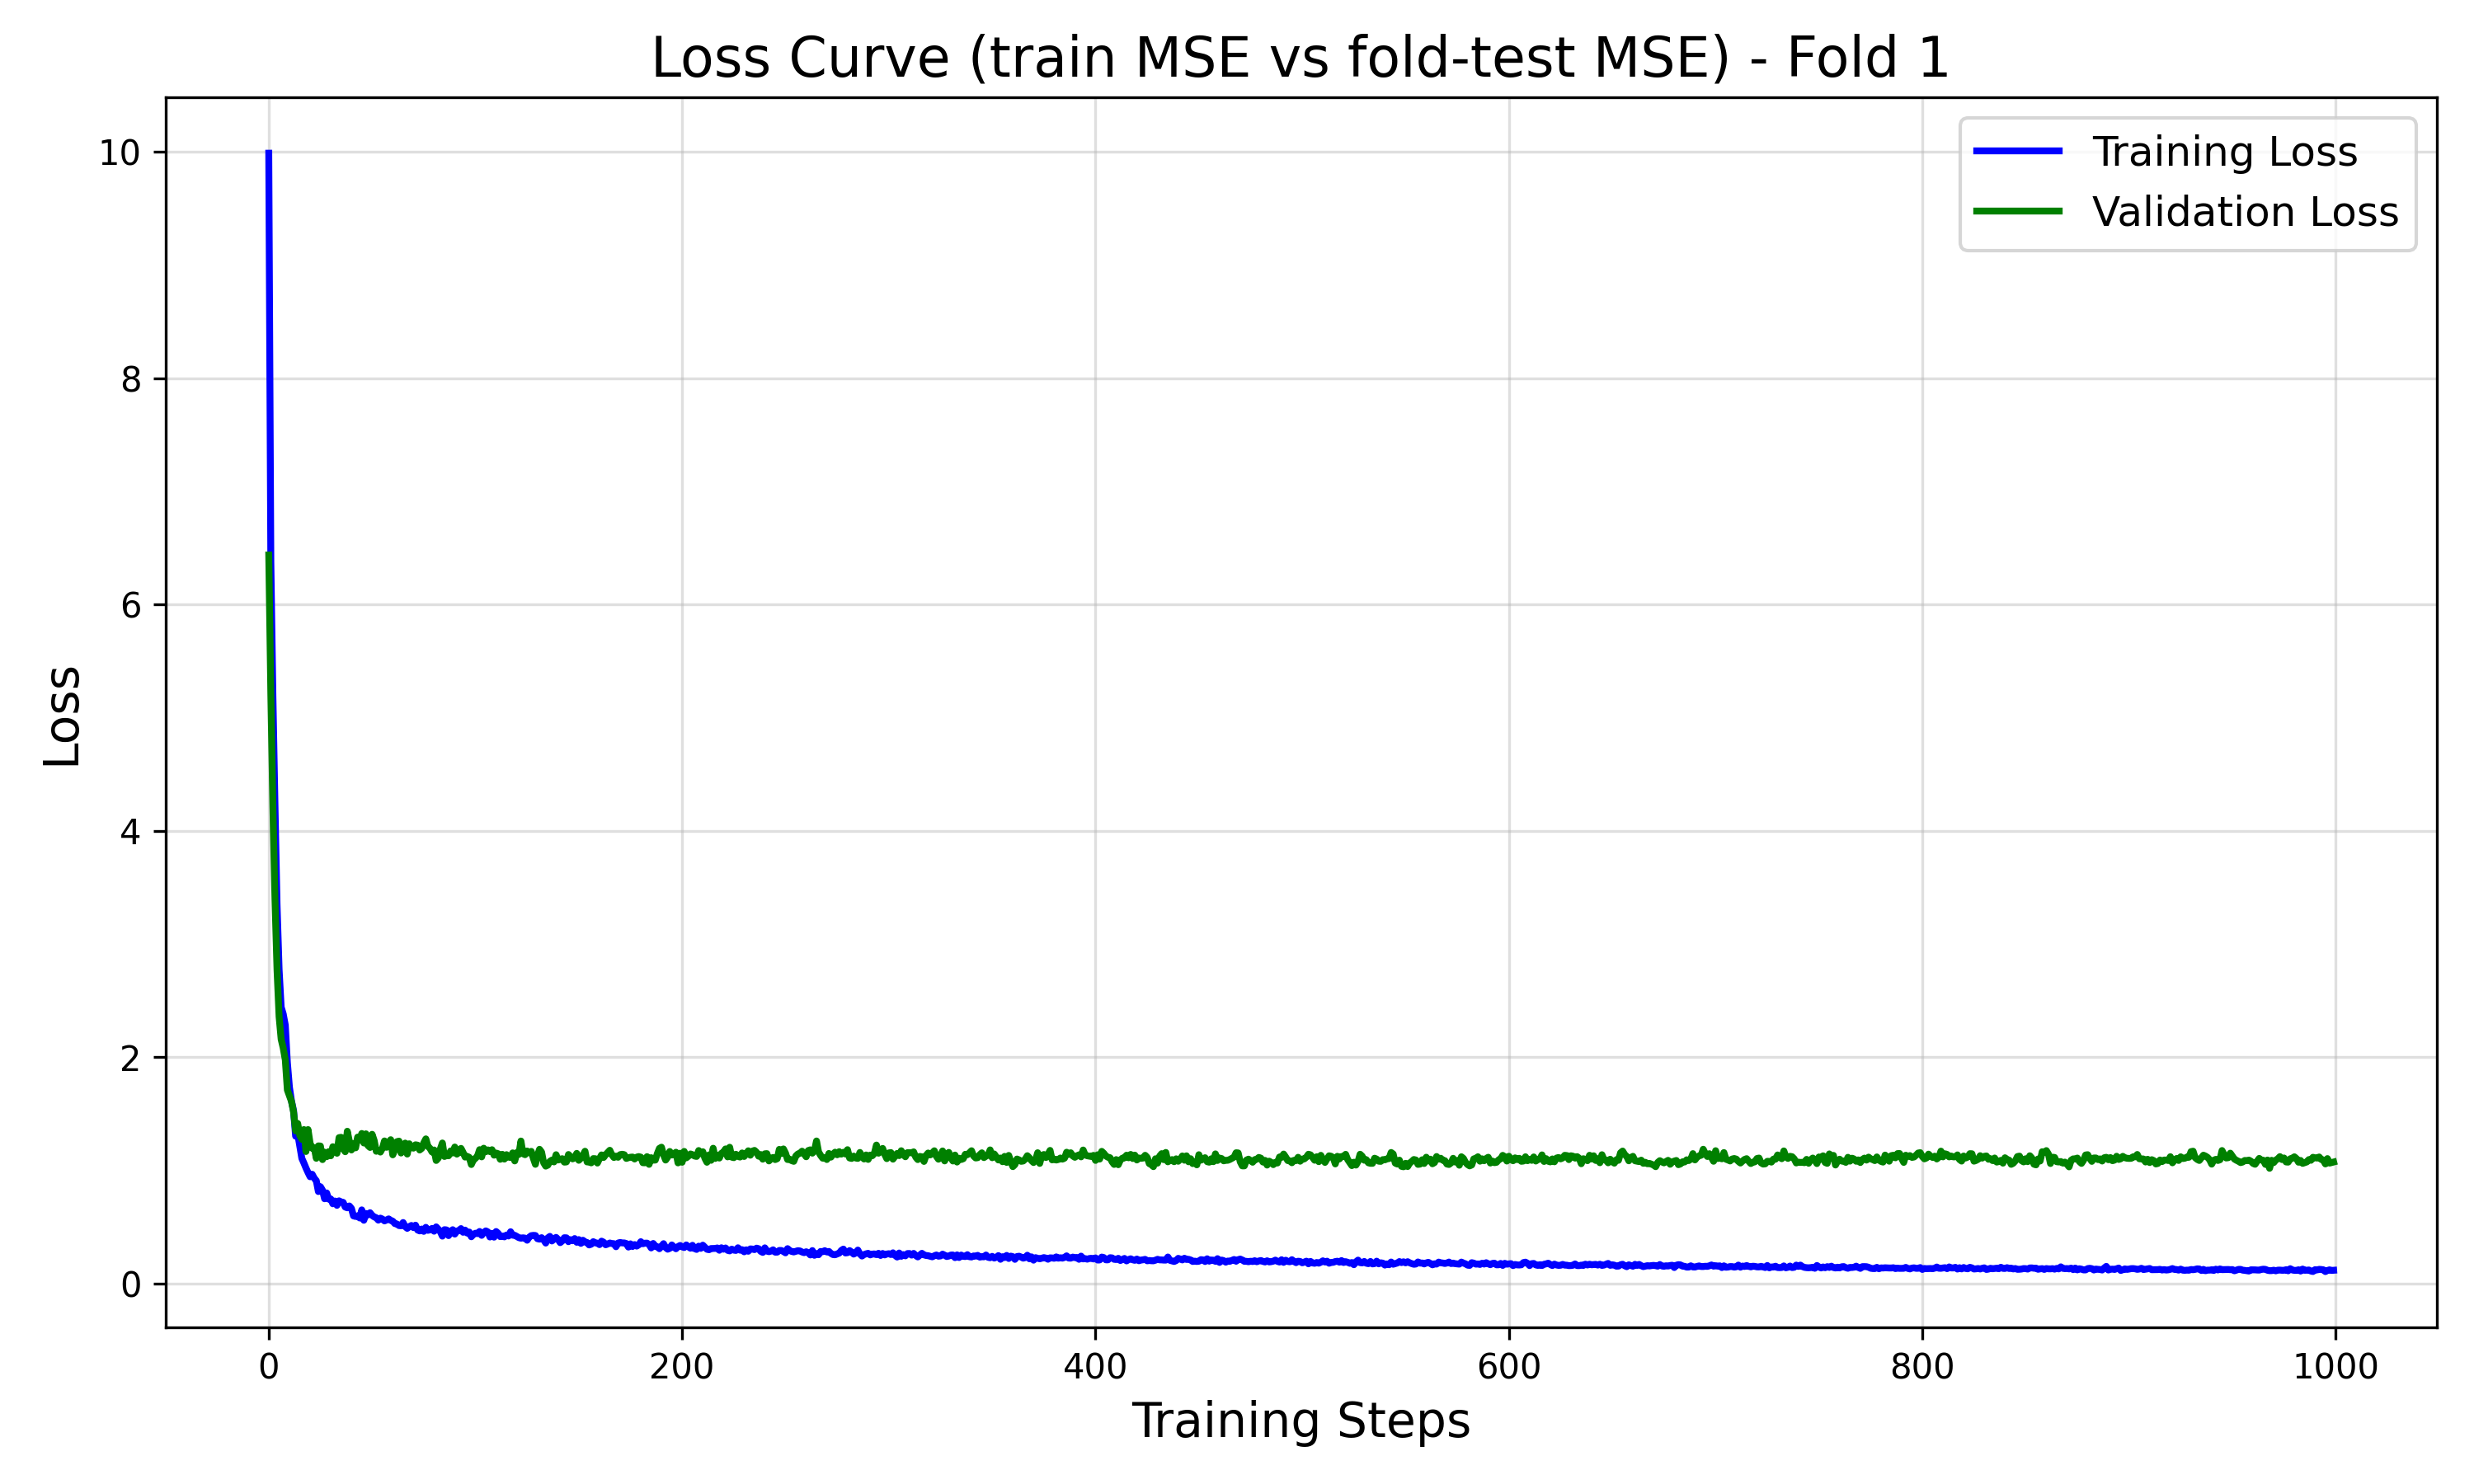 Loss Curve (train MSE vs fold-test MSE) - Fold 1
Training Loss
Validation Loss
10
8
6
4
2
0
Loss
0 200 400 600 800 1000
Training Steps